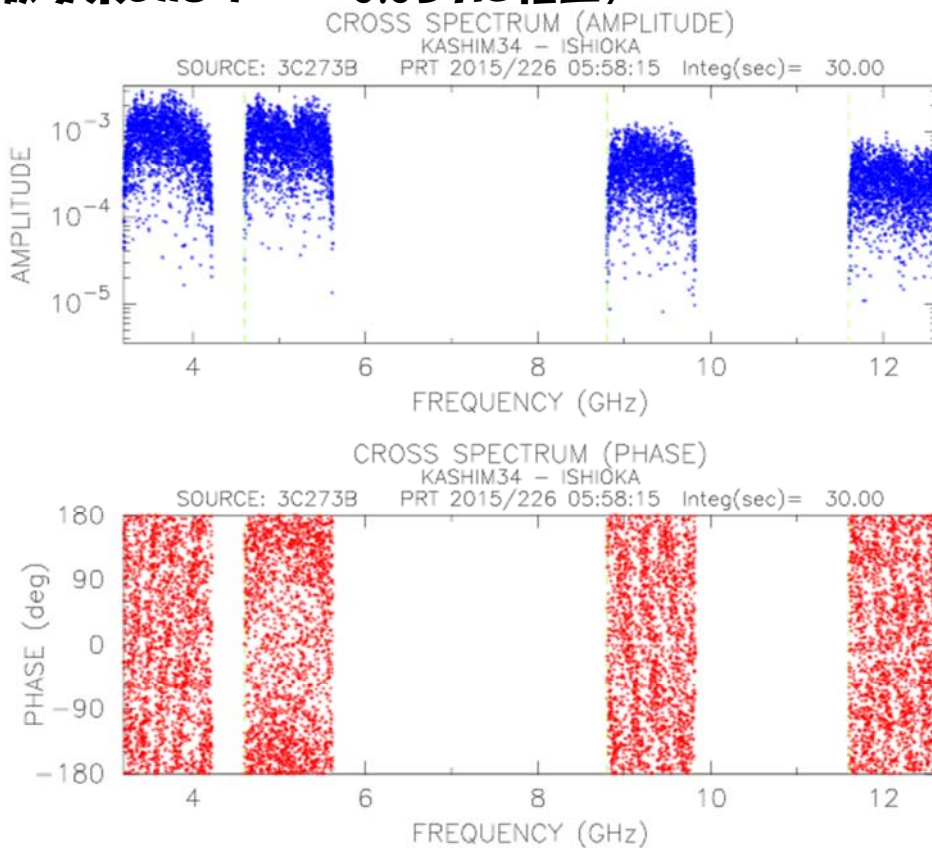 CROSS SPECTRUM (AMPLITUDE)
KASHIM34 - ISHIOKA
SOURCE: 3C273B PRT 2015/226 05:58:15 Integ(sec)= 30.00
AMPLITUDE
10⁻³
10⁻⁴
10⁻⁵
4 6 8 10 12
FREQUENCY (GHz)
CROSS SPECTRUM (PHASE)
KASHIM34 - ISHIOKA
SOURCE: 3C273B PRT 2015/226 05:58:15 Integ(sec)= 30.00
PHASE (deg)
180
90
0
-90
-180
4 6 8 10 12
FREQUENCY (GHz)